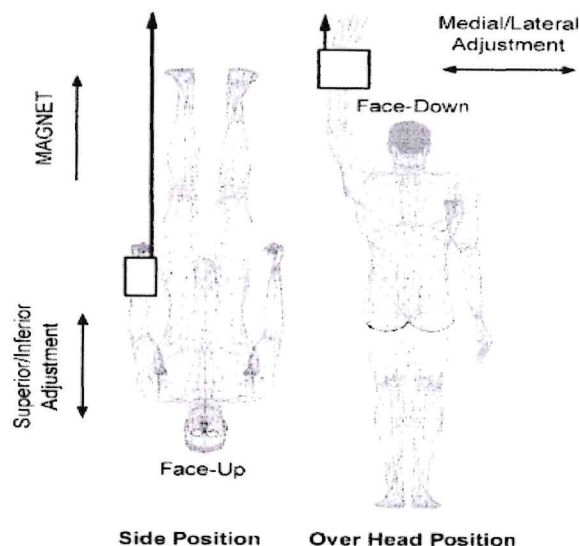 Medial/Lateral
Adjustment
Face-Down
MAGNET
Superior/Inferior
Adjustment
Face-Up
Side Position
Over Head Position